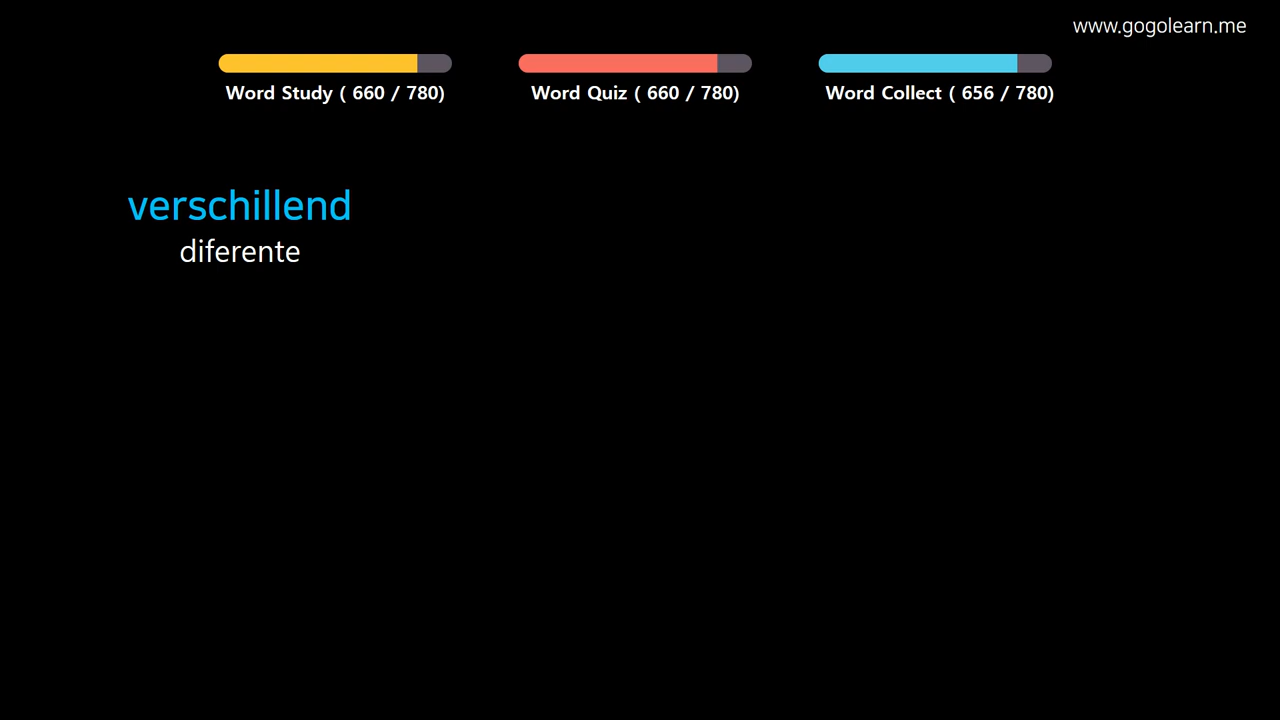 www.gogolearn.me
Word Study ( 660 / 780)
Word Quiz ( 660 / 780)
Word Collect ( 656 / 780)
verschillend
diferente